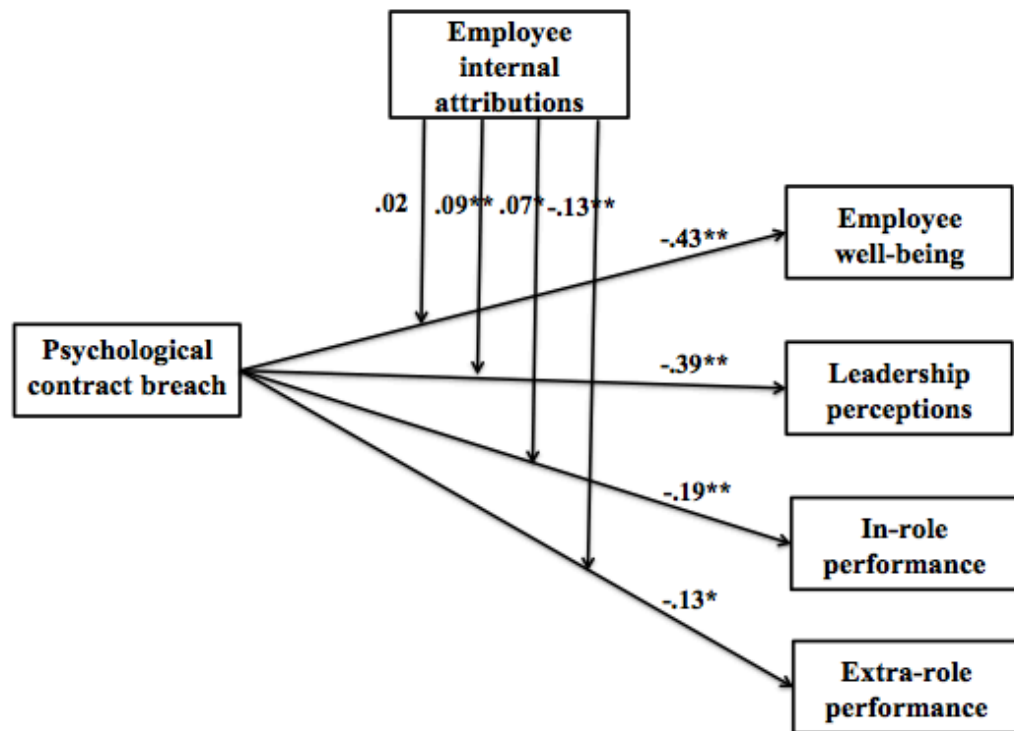 Employee
internal
attributions
.02
.09**
.07*
-.13**
-.43**
Employee
well-being
Psychological
contract breach
-.39**
Leadership
perceptions
-.19**
In-role
performance
-.13*
Extra-role
performance